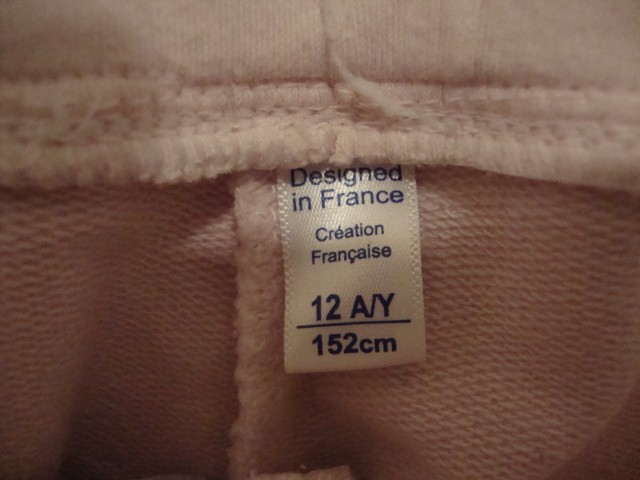 Designed
in France
Création
Française
12 A/Y
152cm